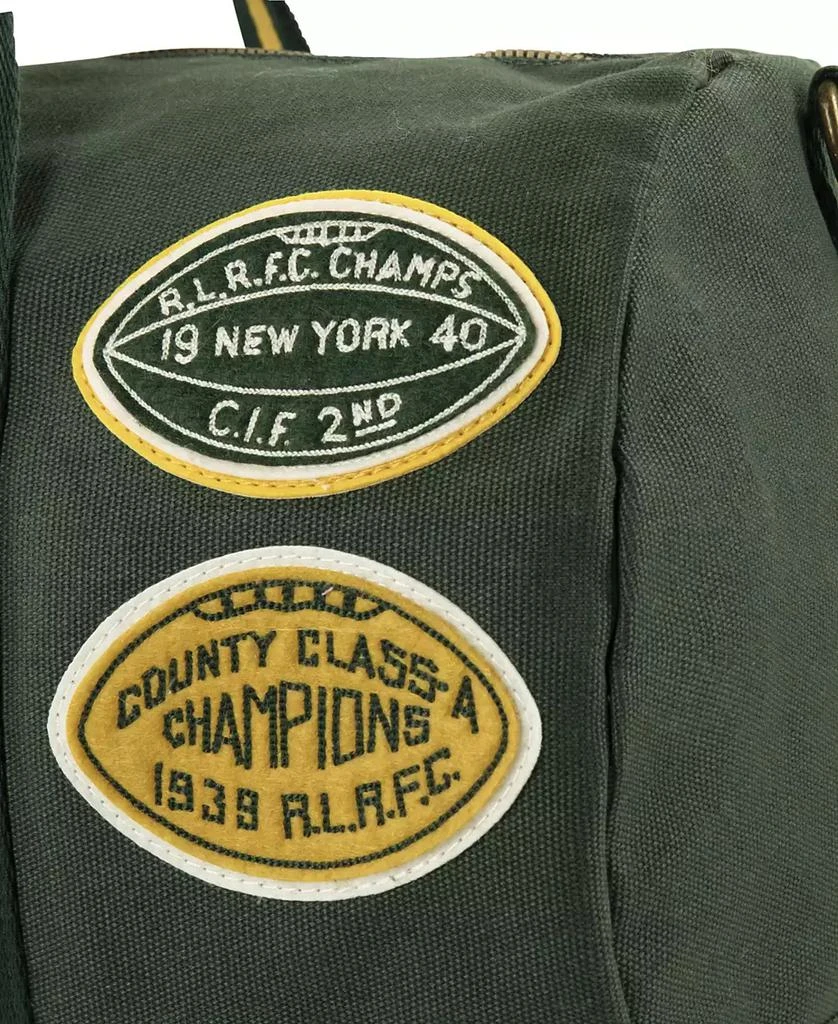 R.L.R.F.C. CHAMPS
19 NEW YORK 40
C.I.F. 2ND
COUNTY CLASS-A
CHAMPIONS
1939 R.L.R.F.C.